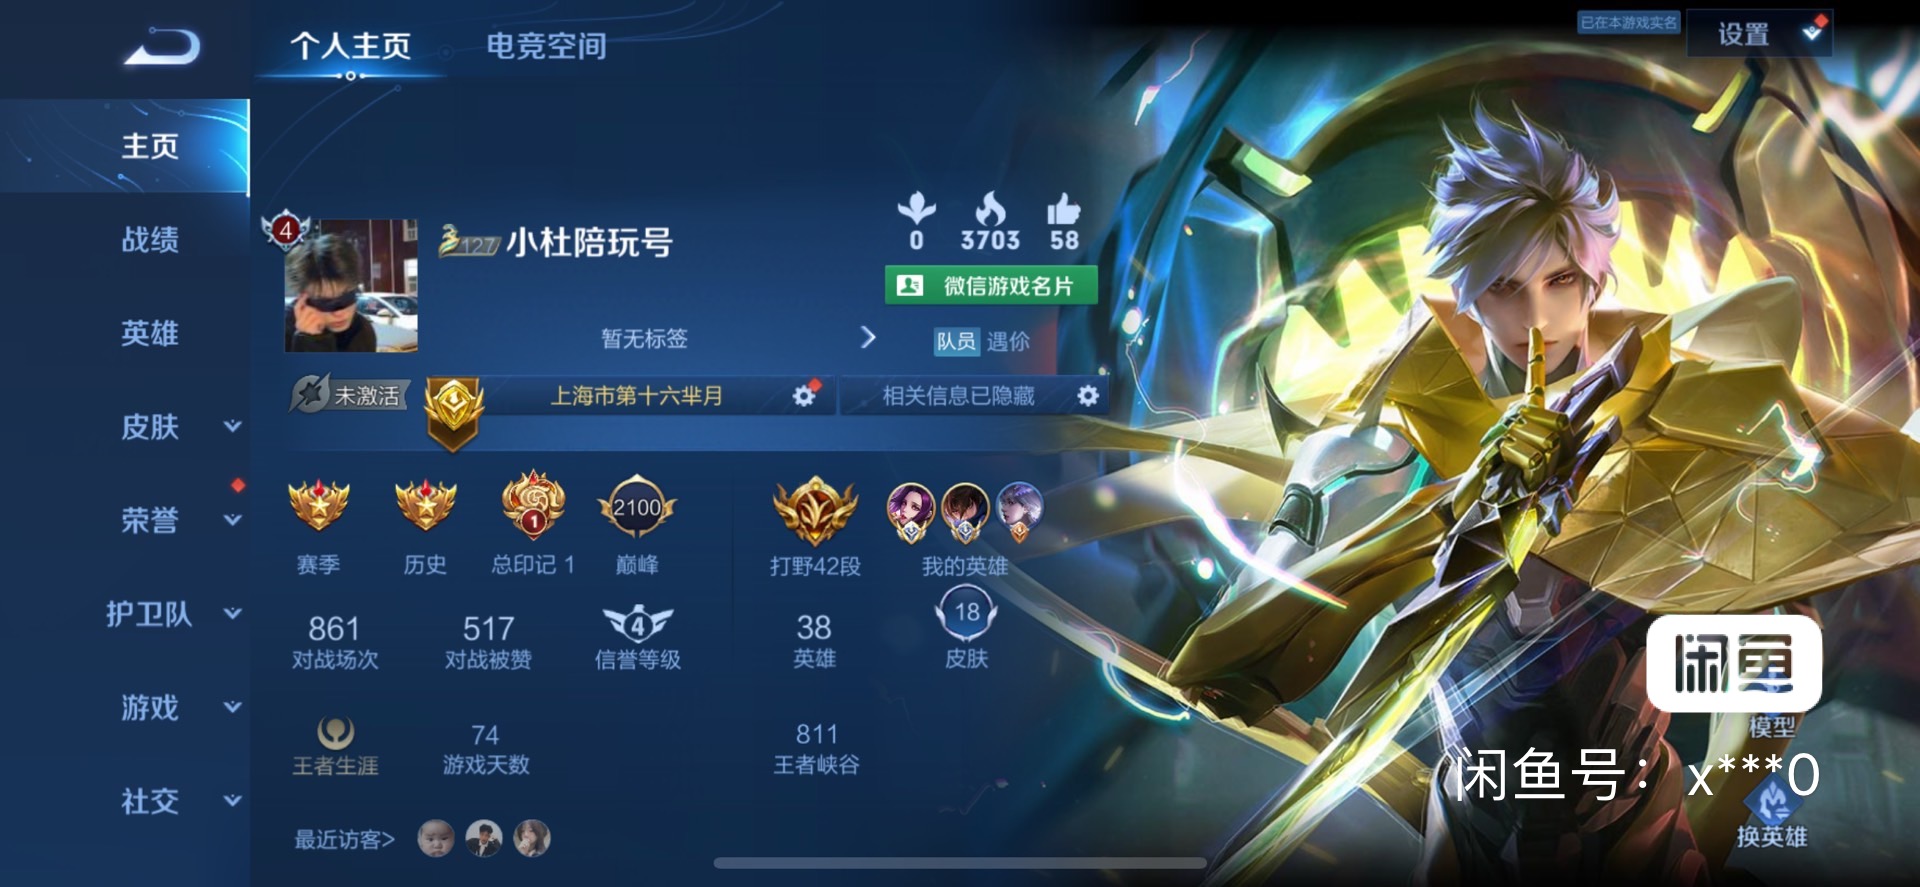 个人主页
电竞空间
已在本游戏实名
设置
主页
战绩
英雄
皮肤
荣誉
护卫队
游戏
社交
4
127
小杜陪玩号
0
3703
58
微信游戏名片
暂无标签
队员 遇价
未激活
上海市第十六芈月
相关信息已隐藏
赛季
历史
1
总印记 1
2100
巅峰
打野42段
我的英雄
861
对战场次
517
对战被赞
4
信誉等级
38
英雄
18
皮肤
王者生涯
74
游戏天数
811
王者峡谷
最近访客>
闲鱼
模型
闲鱼号：x***0
换英雄